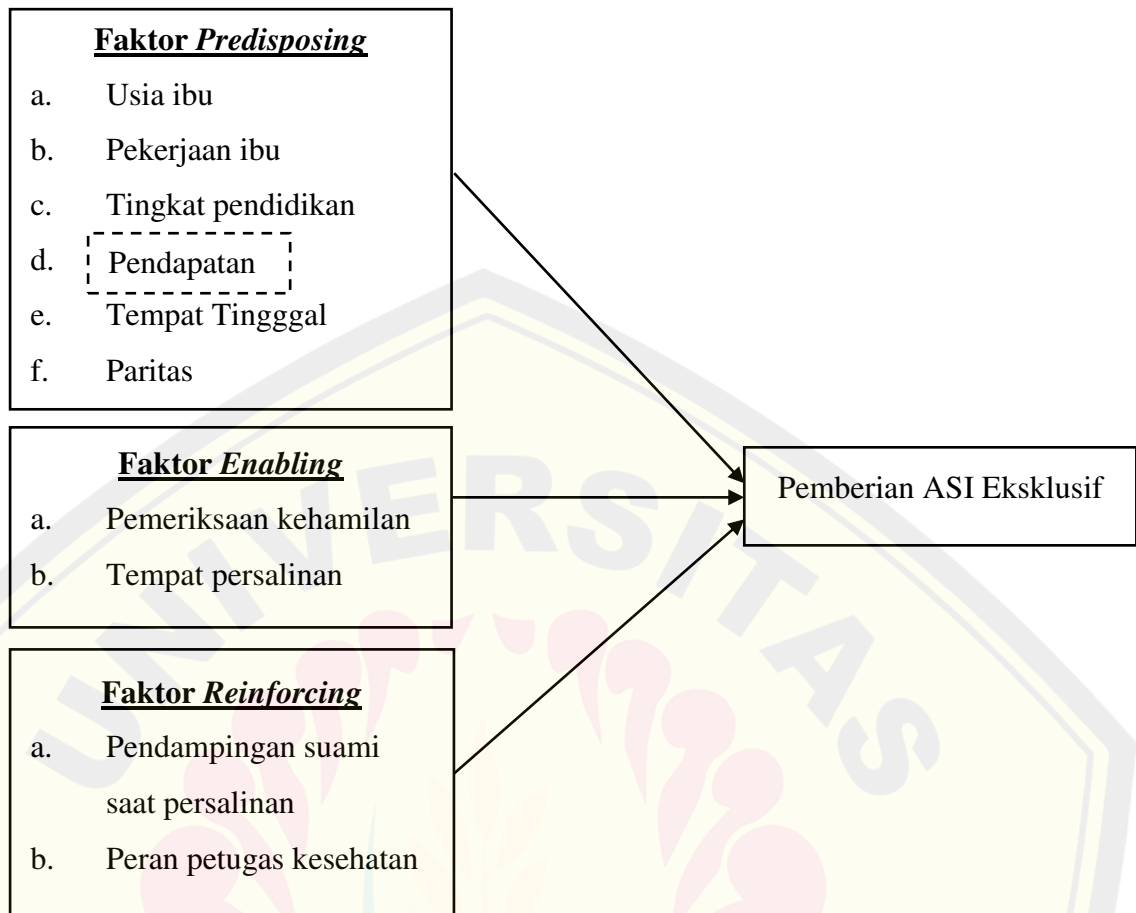 Faktor Predisposing
a. Usia ibu
b. Pekerjaan ibu
c. Tingkat pendidikan
d. Pendapatan
e. Tempat Tingggal
f. Paritas
Faktor Enabling
a. Pemeriksaan kehamilan
b. Tempat persalinan
Faktor Reinforcing
a. Pendampingan suami
saat persalinan
b. Peran petugas kesehatan
Pemberian ASI Eksklusif
UNIVERSITAS